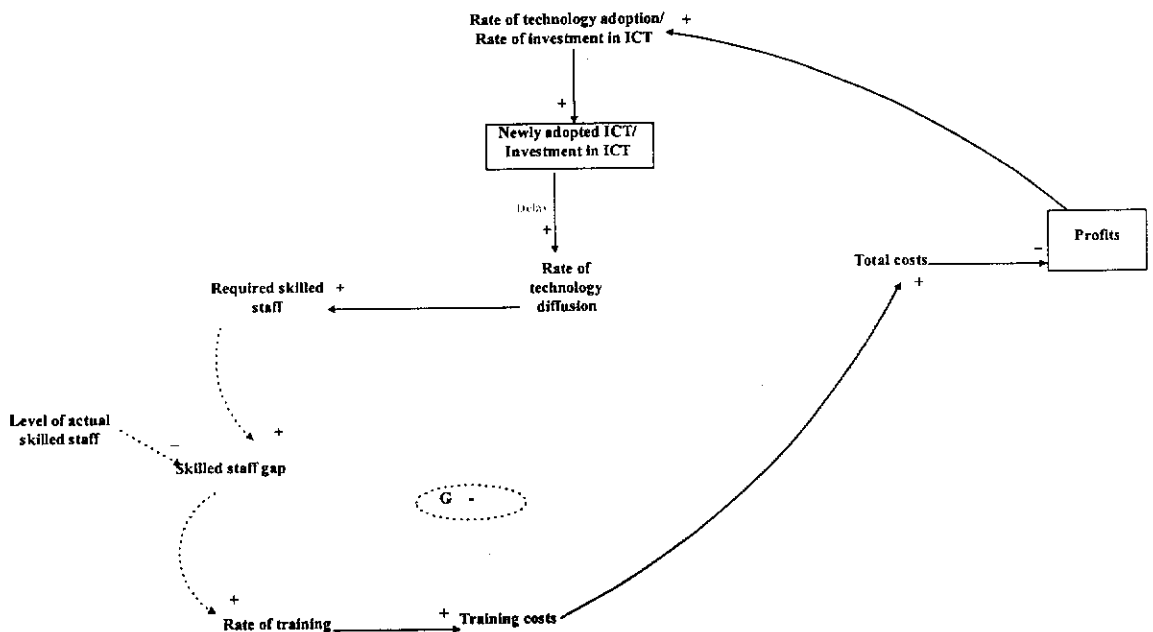 Rate of technology adoption/ +
Rate of investment in ICT
+
Newly adopted ICT/
Investment in ICT
Delay
+
Rate of
technology
diffusion
Profits
−
Total costs
+
Required skilled +
staff
Level of actual
skilled staff
−
+
Skilled staff gap
G -
+
Rate of training
+
Training costs